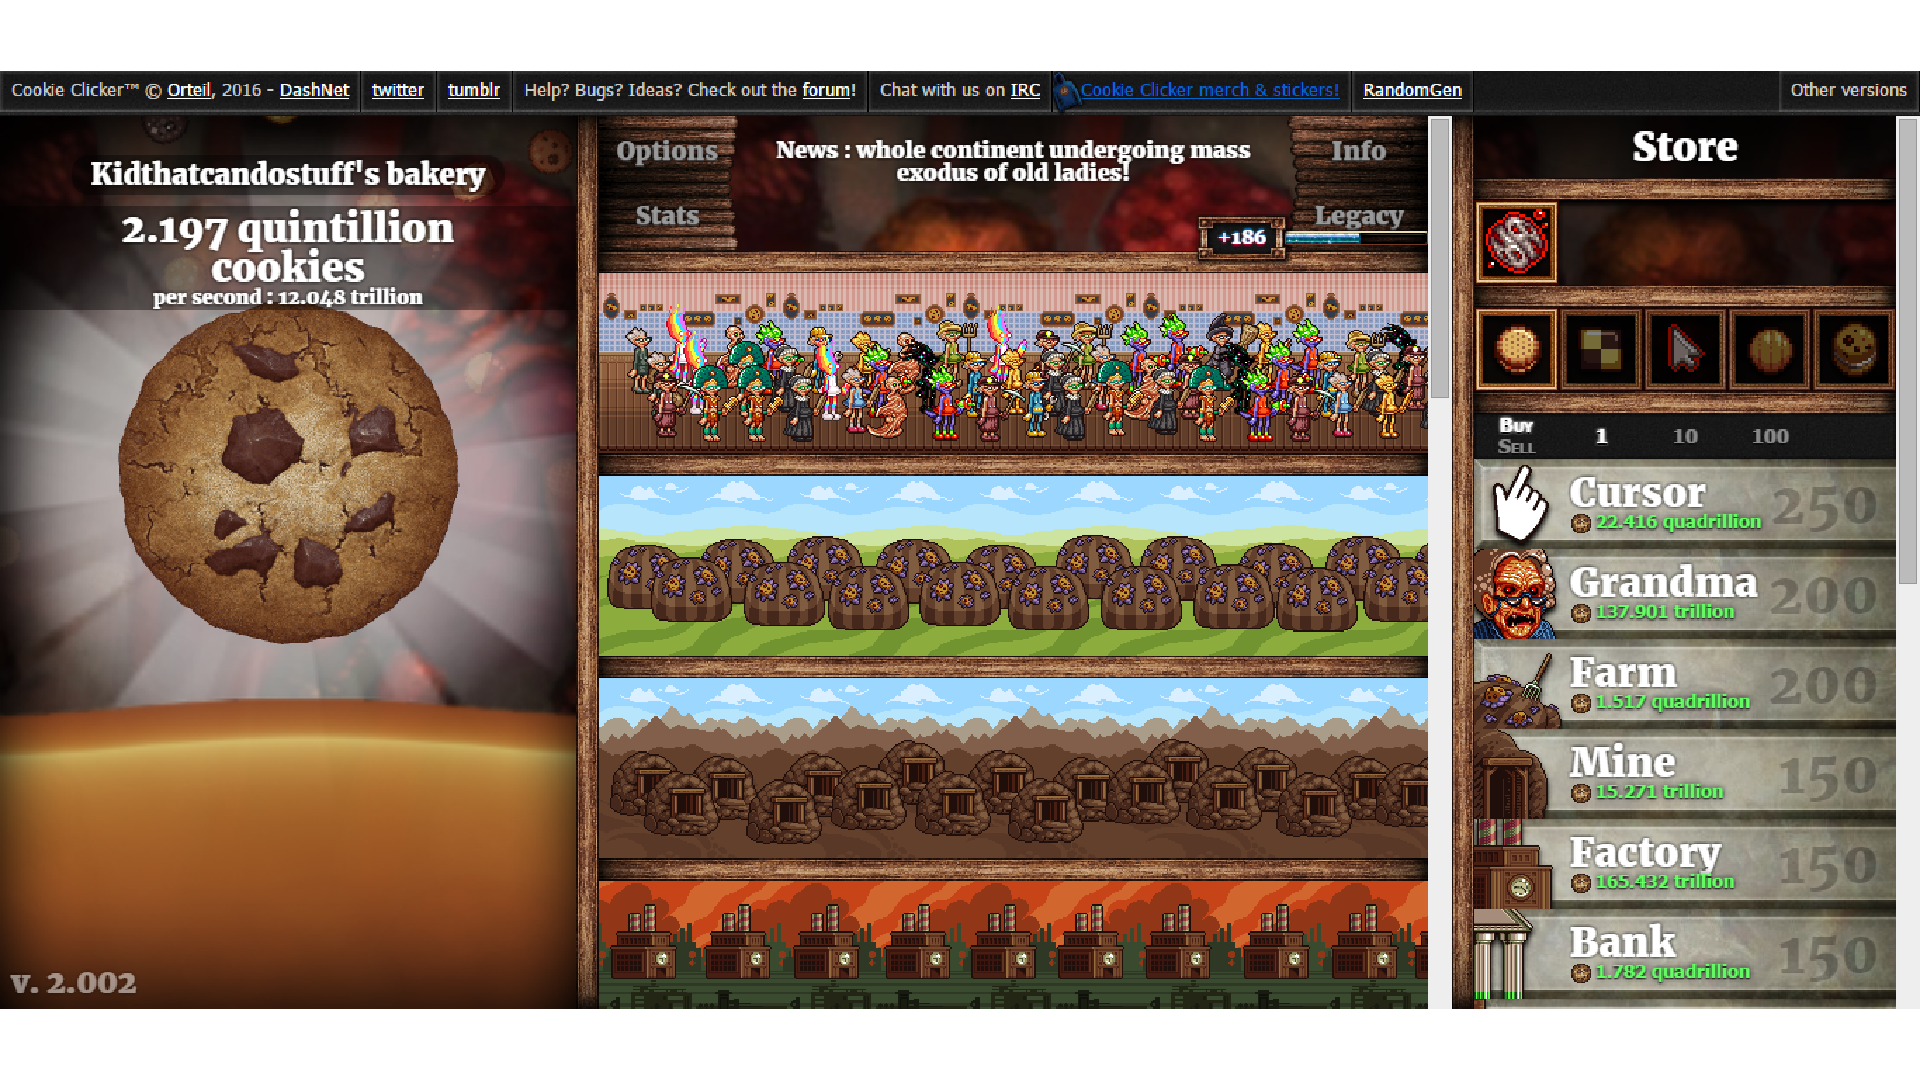 Cookie Clicker™ © Orteil, 2016 - DashNet
twitter
tumblr
Help? Bugs? Ideas? Check out the forum!
Chat with us on IRC
Cookie Clicker merch & stickers!
RandomGen
Other versions
Kidthatcandostuff's bakery
2.197 quintillion
cookies
per second : 12.048 trillion
v. 2.002
Options
Stats
News : whole continent undergoing mass
exodus of old ladies!
Info
Legacy
+186
Store
Buy
Sell
1
10
100
Cursor
22.416 quadrillion
250
Grandma
137.901 trillion
200
Farm
1.517 quadrillion
200
Mine
15.271 trillion
150
Factory
165.432 trillion
150
Bank
1.782 quadrillion
150